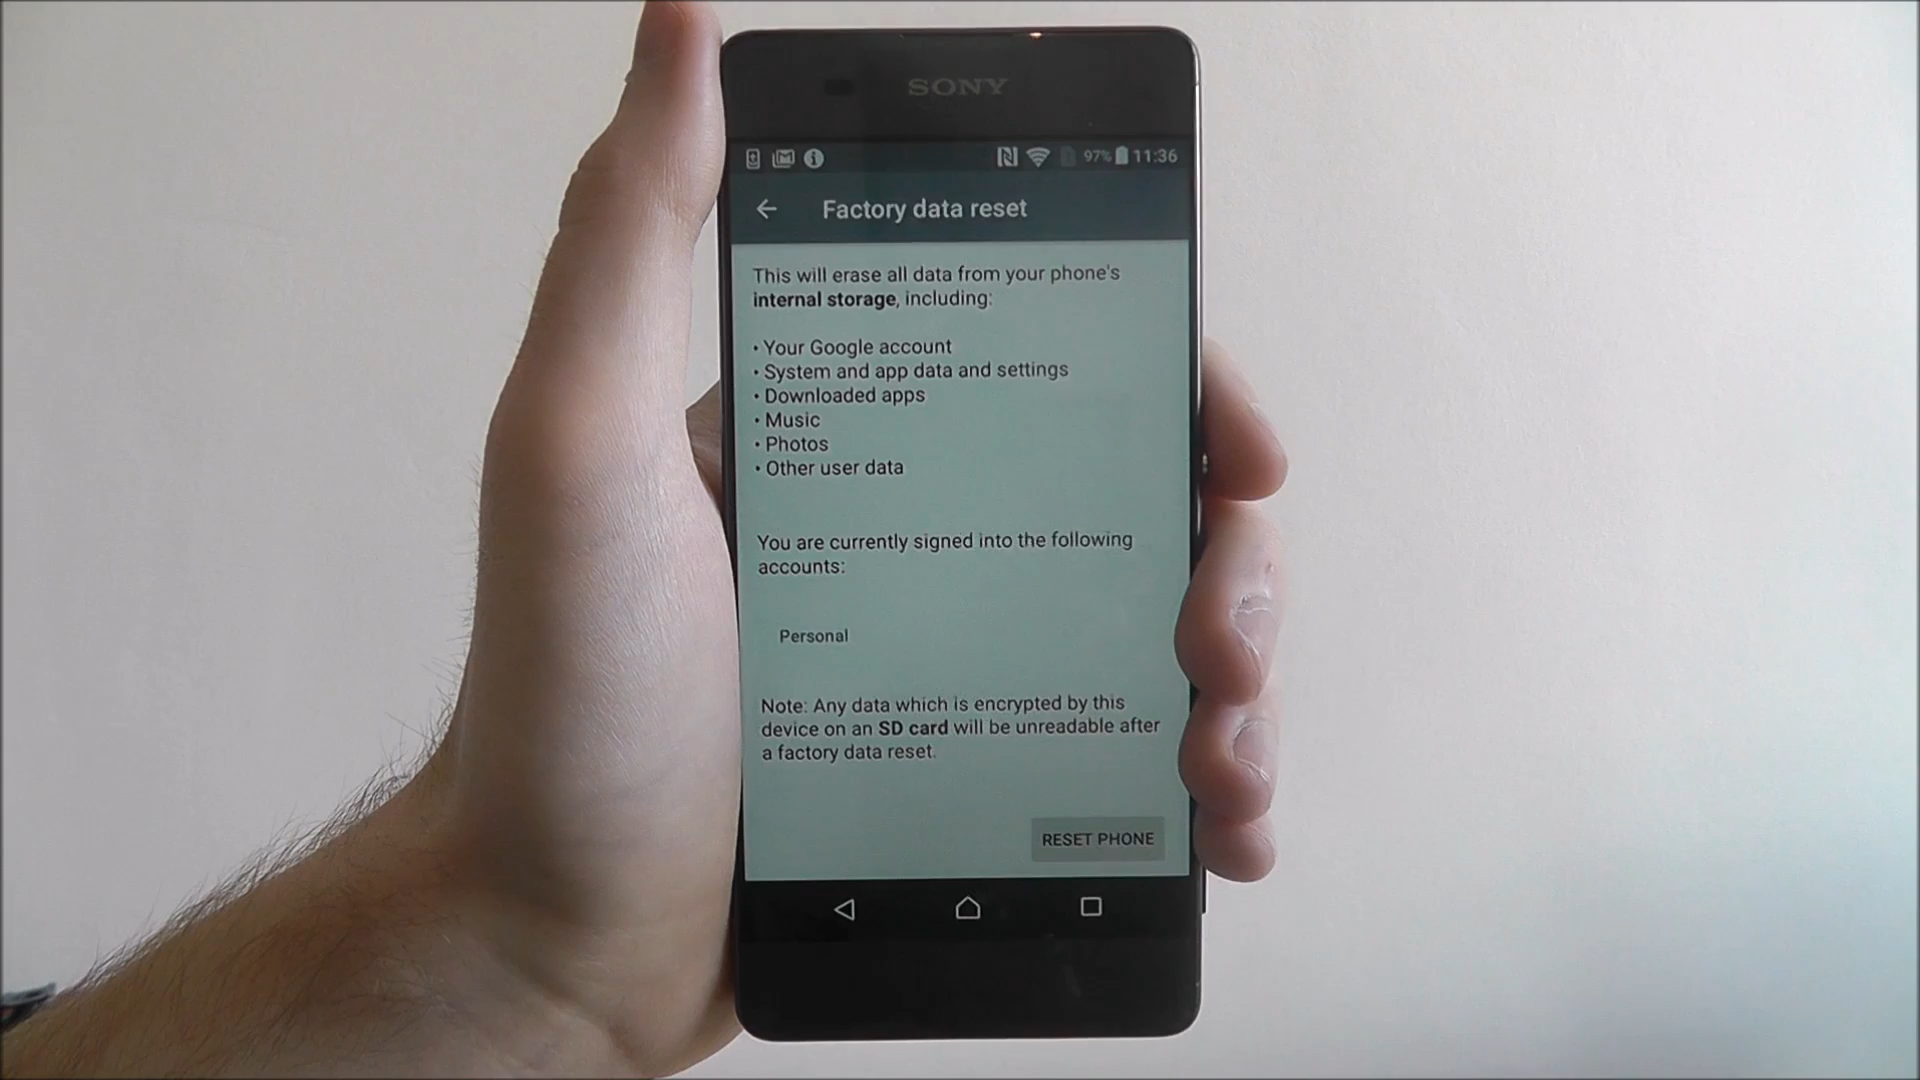 SONY
97% 11:36
Factory data reset
This will erase all data from your phone's
internal storage, including:
• Your Google account
• System and app data and settings
• Downloaded apps
• Music
• Photos
• Other user data
You are currently signed into the following
accounts:
Personal
Note: Any data which is encrypted by this
device on an SD card will be unreadable after
a factory data reset.
RESET PHONE